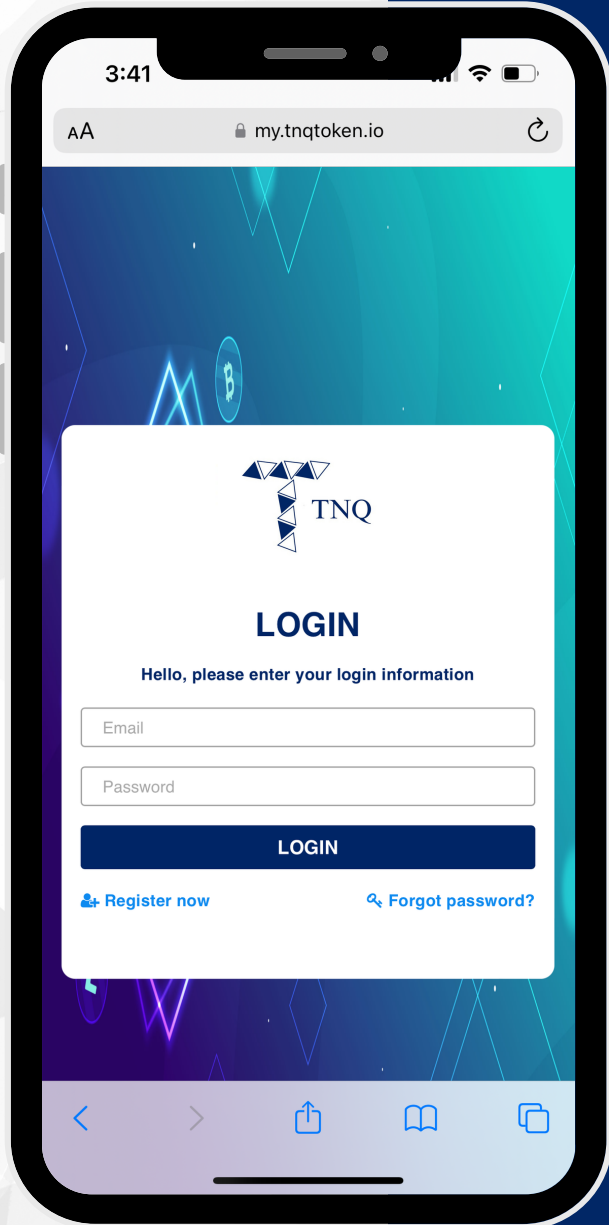 3:41
AA my.tnqtoken.io
TNQ
LOGIN
Hello, please enter your login information
Email
Password
LOGIN
Register now Forgot password?